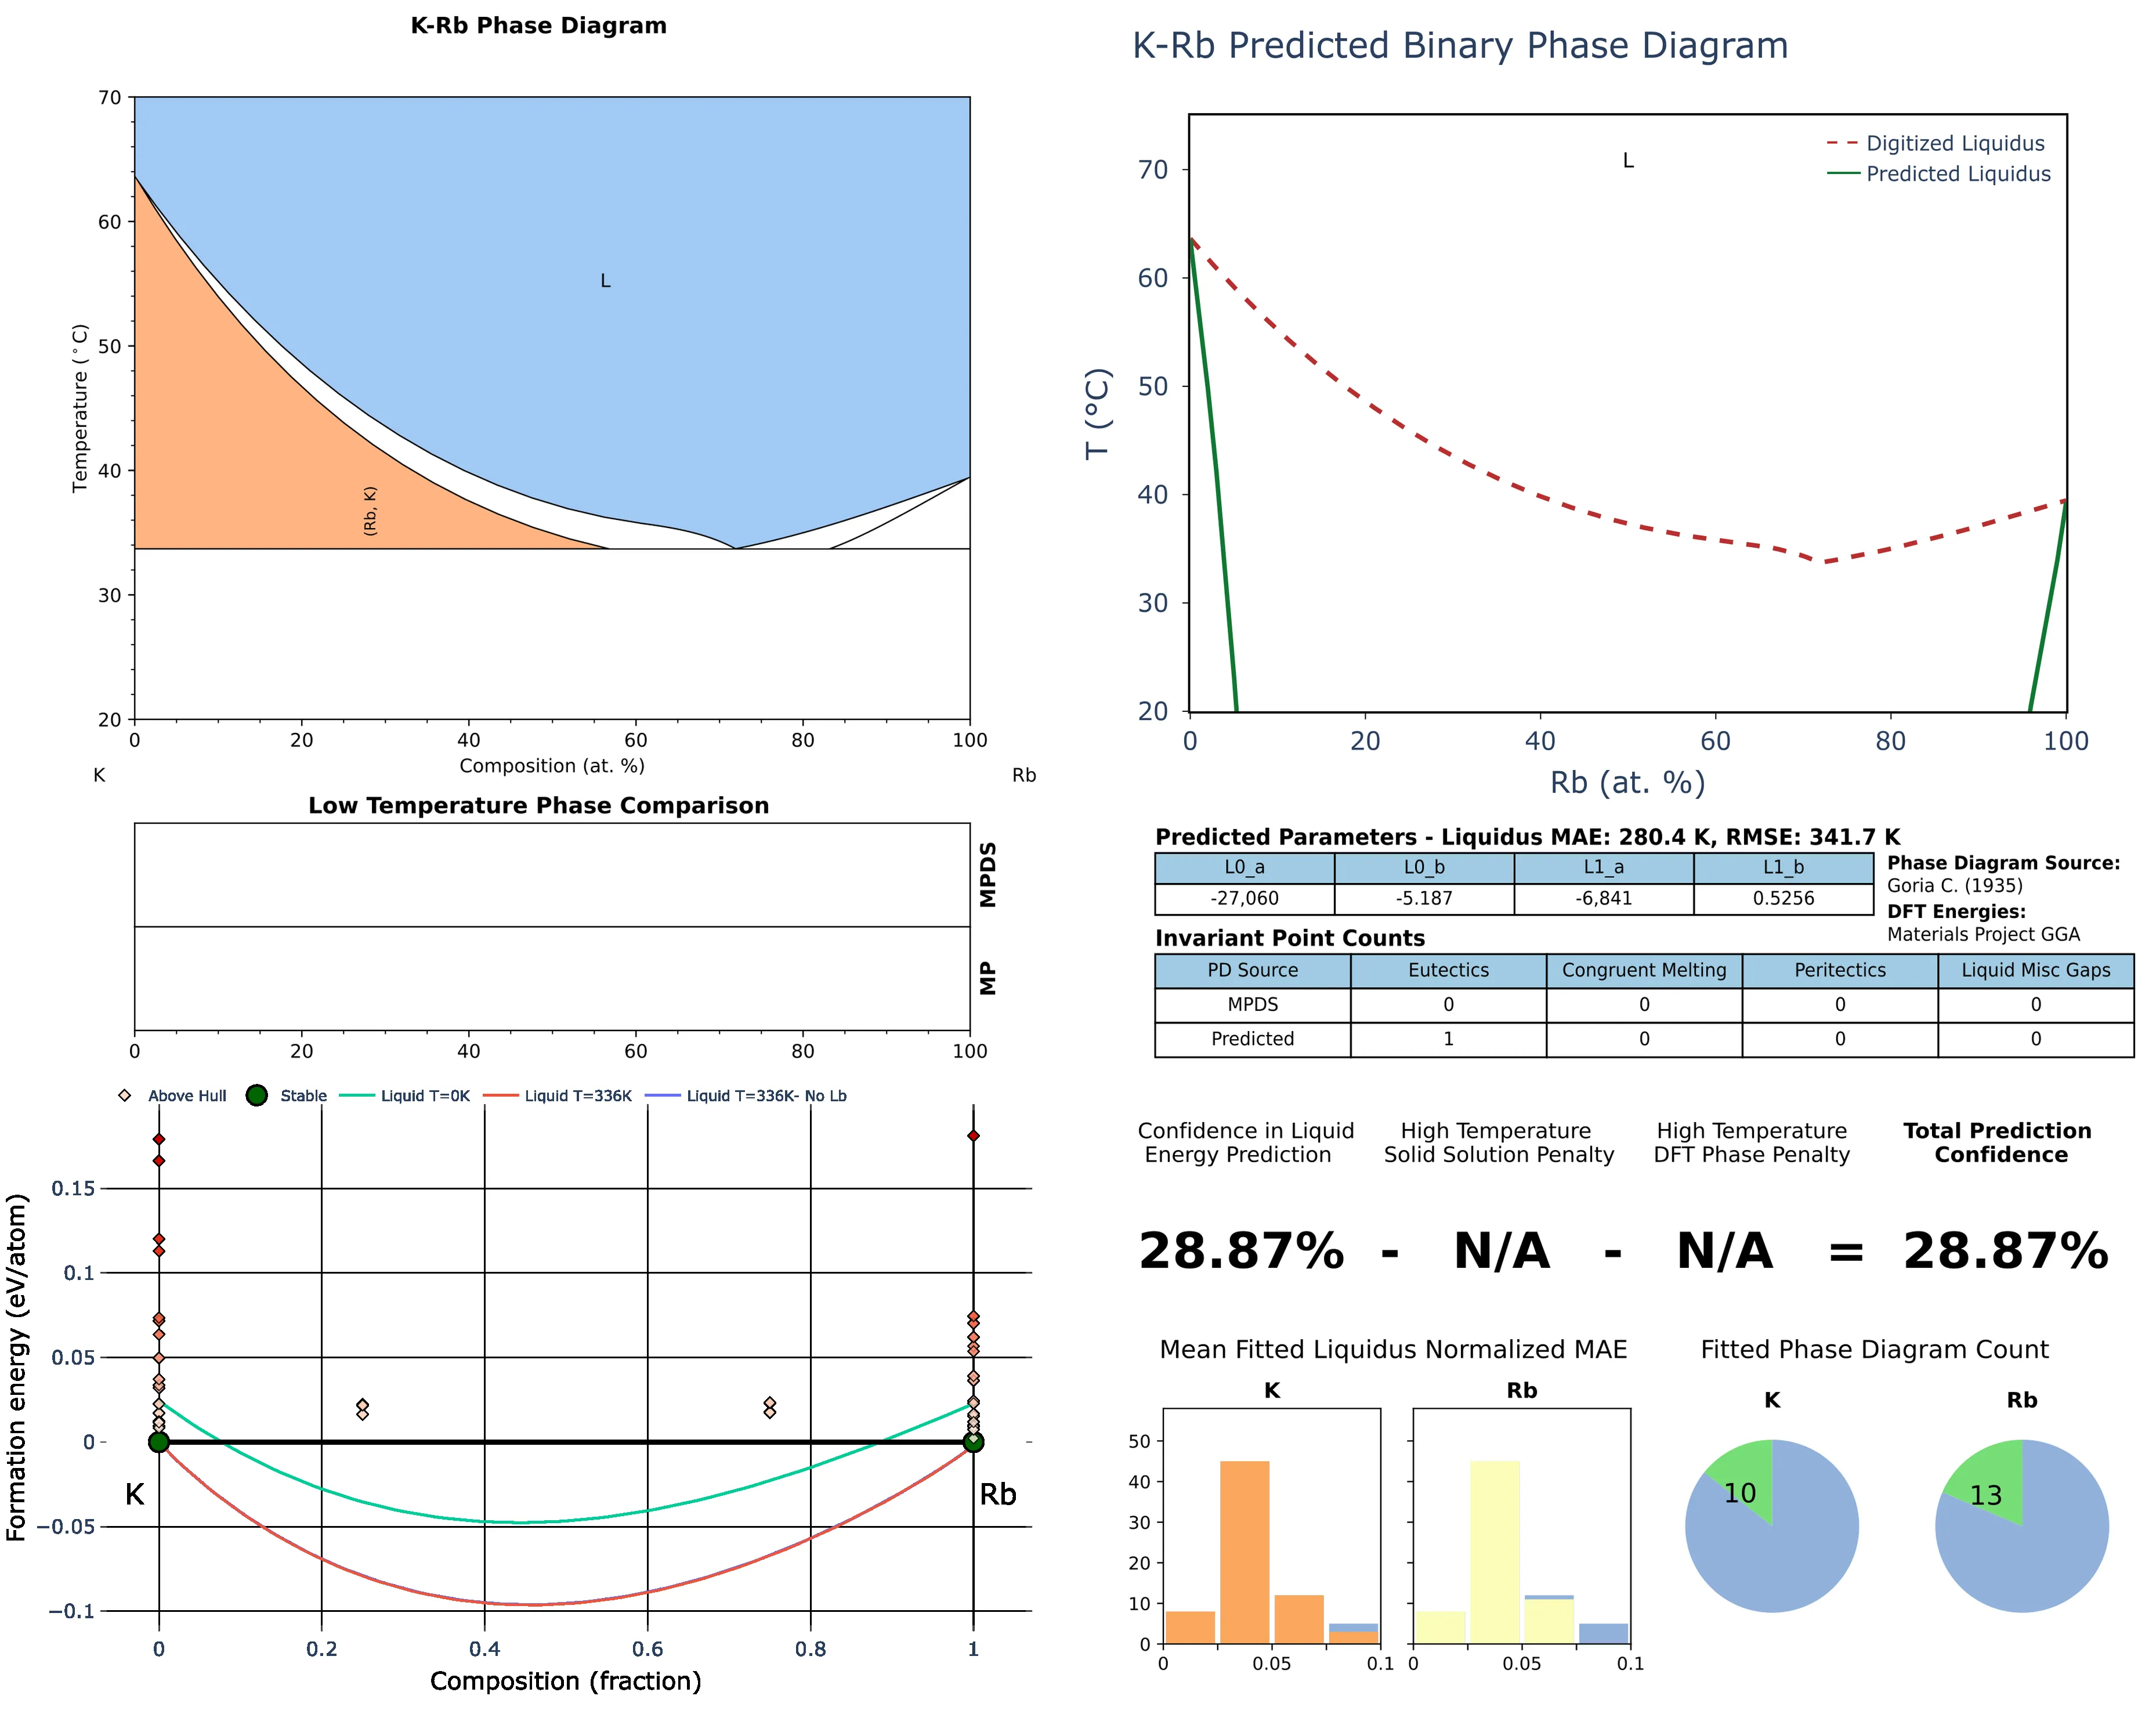 K-Rb Phase Diagram
70
60
50
40
30
20
Temperature (°C)
L
(Rb, K)
0 20 40 60 80 100
K Composition (at. %) Rb
Low Temperature Phase Comparison
MPDS
MP
0 20 40 60 80 100
Above Hull Stable Liquid T=0K Liquid T=336K Liquid T=336K- No Lb
Formation energy (eV/atom)
0.15
0.1
0.05
0
−0.05
−0.1
K Rb
0 0.2 0.4 0.6 0.8 1
Composition (fraction)
K-Rb Predicted Binary Phase Diagram
L
Digitized Liquidus
Predicted Liquidus
T (°C)
70
60
50
40
30
20
0 20 40 60 80 100
Rb (at. %)
Predicted Parameters - Liquidus MAE: 280.4 K, RMSE: 341.7 K
L0_a L0_b L1_a L1_b
-27,060 -5.187 -6,841 0.5256
Phase Diagram Source:
Goria C. (1935)
DFT Energies:
Materials Project GGA
Invariant Point Counts
PD Source Eutectics Congruent Melting Peritectics Liquid Misc Gaps
MPDS 0 0 0 0
Predicted 1 0 0 0
Confidence in Liquid
Energy Prediction
High Temperature
Solid Solution Penalty
High Temperature
DFT Phase Penalty
Total Prediction
Confidence
28.87% - N/A - N/A = 28.87%
Mean Fitted Liquidus Normalized MAE
K Rb
50
40
30
20
10
0
0 0.05 0.1 0 0.05 0.1
Fitted Phase Diagram Count
K Rb
10 13